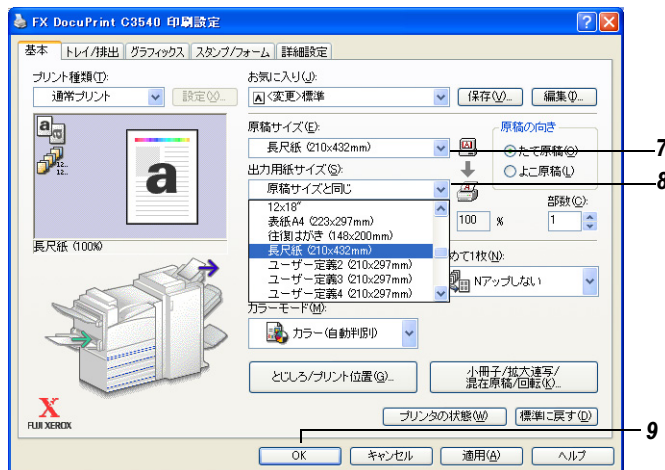 FX DocuPrint C3540 印刷設定
基本 トレイ/排出 グラフィックス スタンプ/フォーム 詳細設定
プリント種類(T):
通常プリント
設定(X)...
a
a
12..
12..
a
長尺紙 (100%)
お気に入り(J):
A <変更>標準
保存(V)... 編集(I)...
原稿サイズ(E):
長尺紙 (210x432mm)
7
出力用紙サイズ(S):
原稿サイズと同じ
8
12x18"
表紙A4 (223x297mm)
往復はがき (148x200mm)
長尺紙 (210x432mm)
ユーザー定義2 (210x297mm)
ユーザー定義3 (210x297mm)
ユーザー定義4 (210x297mm)
原稿の向き
たて原稿(O)
よこ原稿(L)
部数(C):
100 % 1
めて1枚(N):
Nアップしない
カラーモード(M):
カラー(自動判別)
とじしろ/プリント位置(G)...
小冊子/拡大連写/
混在原稿/回転(K)...
X
FUJI XEROX
プリンタの状態(W) 標準に戻す(D)
9
OK キャンセル 適用(A) ヘルプ